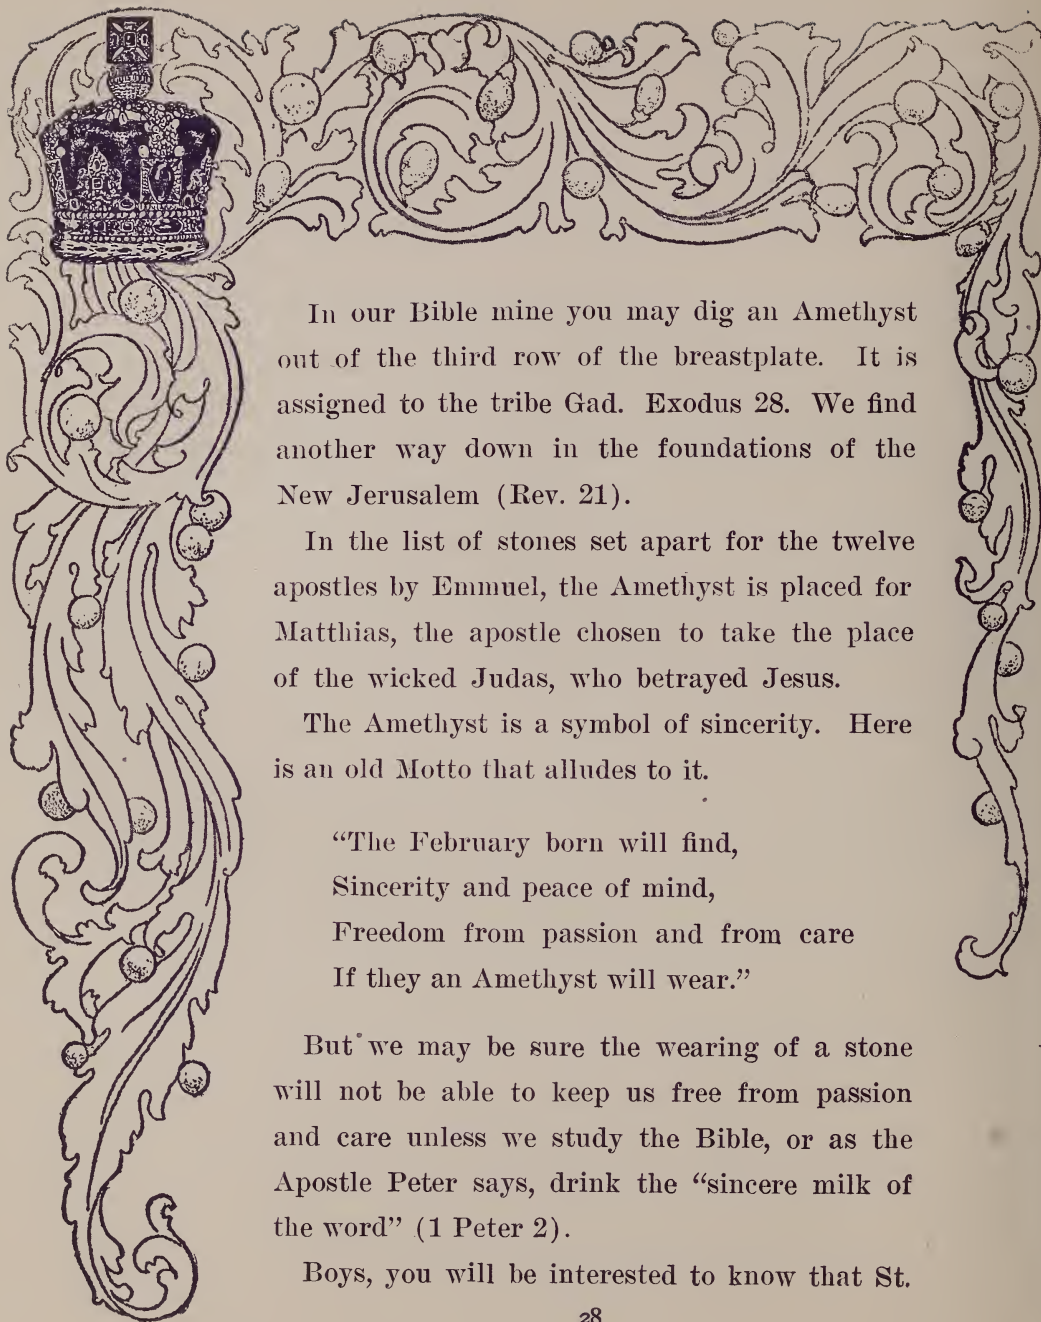 In our Bible mine you may dig an Amethyst
out of the third row of the breastplate. It is
assigned to the tribe Gad. Exodus 28. We find
another way down in the foundations of the
New Jerusalem (Rev. 21).
In the list of stones set apart for the twelve
apostles by Emmuel, the Amethyst is placed for
Matthias, the apostle chosen to take the place
of the wicked Judas, who betrayed Jesus.
The Amethyst is a symbol of sincerity. Here
is an old Motto that alludes to it.
“The February born will find,
Sincerity and peace of mind,
Freedom from passion and from care
If they an Amethyst will wear.”
But we may be sure the wearing of a stone
will not be able to keep us free from passion
and care unless we study the Bible, or as the
Apostle Peter says, drink the “sincere milk of
the word” (1 Peter 2).
Boys, you will be interested to know that St.
28